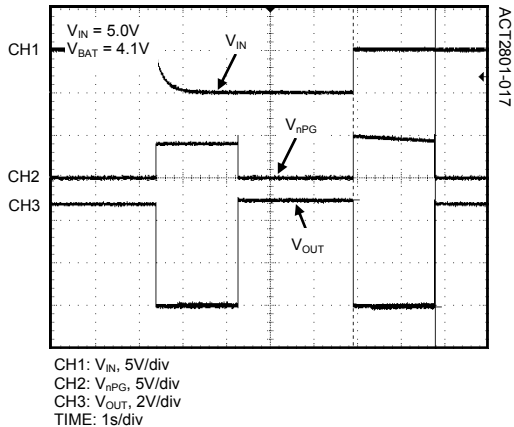 V_IN = 5.0V
V_BAT = 4.1V
CH1
V_IN
V_nPG
CH2
CH3
V_OUT
ACT2801-017
CH1: V_IN, 5V/div
CH2: V_nPG, 5V/div
CH3: V_OUT, 2V/div
TIME: 1s/div